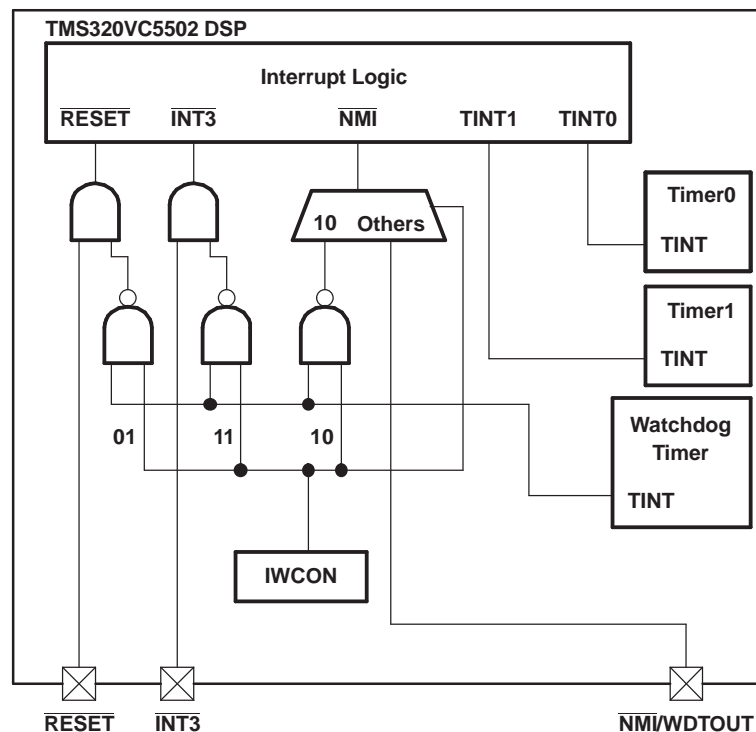 TMS320VC5502 DSP
Interrupt Logic
RESET INT3 NMI TINT1 TINT0
Timer0
TINT
10 Others
Timer1
TINT
Watchdog
Timer
TINT
01 11 10
IWCON
RESET INT3 NMI/WDTOUT